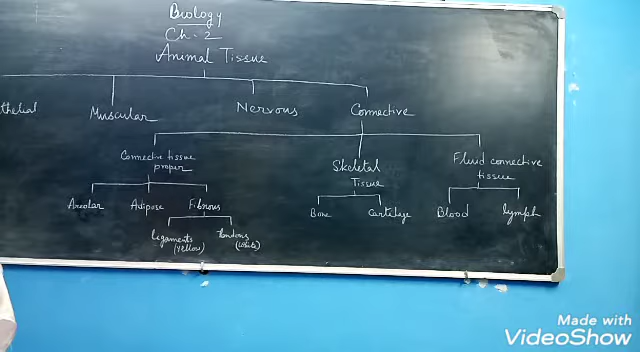 Biology
Ch-2
Animal Tissue
thelial Muscular Nervous Connective
Connective tissue proper
Skeletal Tissue
Fluid connective tissue
Areolar Adipose Fibrous
Bone Cartilage Blood lymph
ligaments (yellow)
tendons (white)
Made with
VideoShow